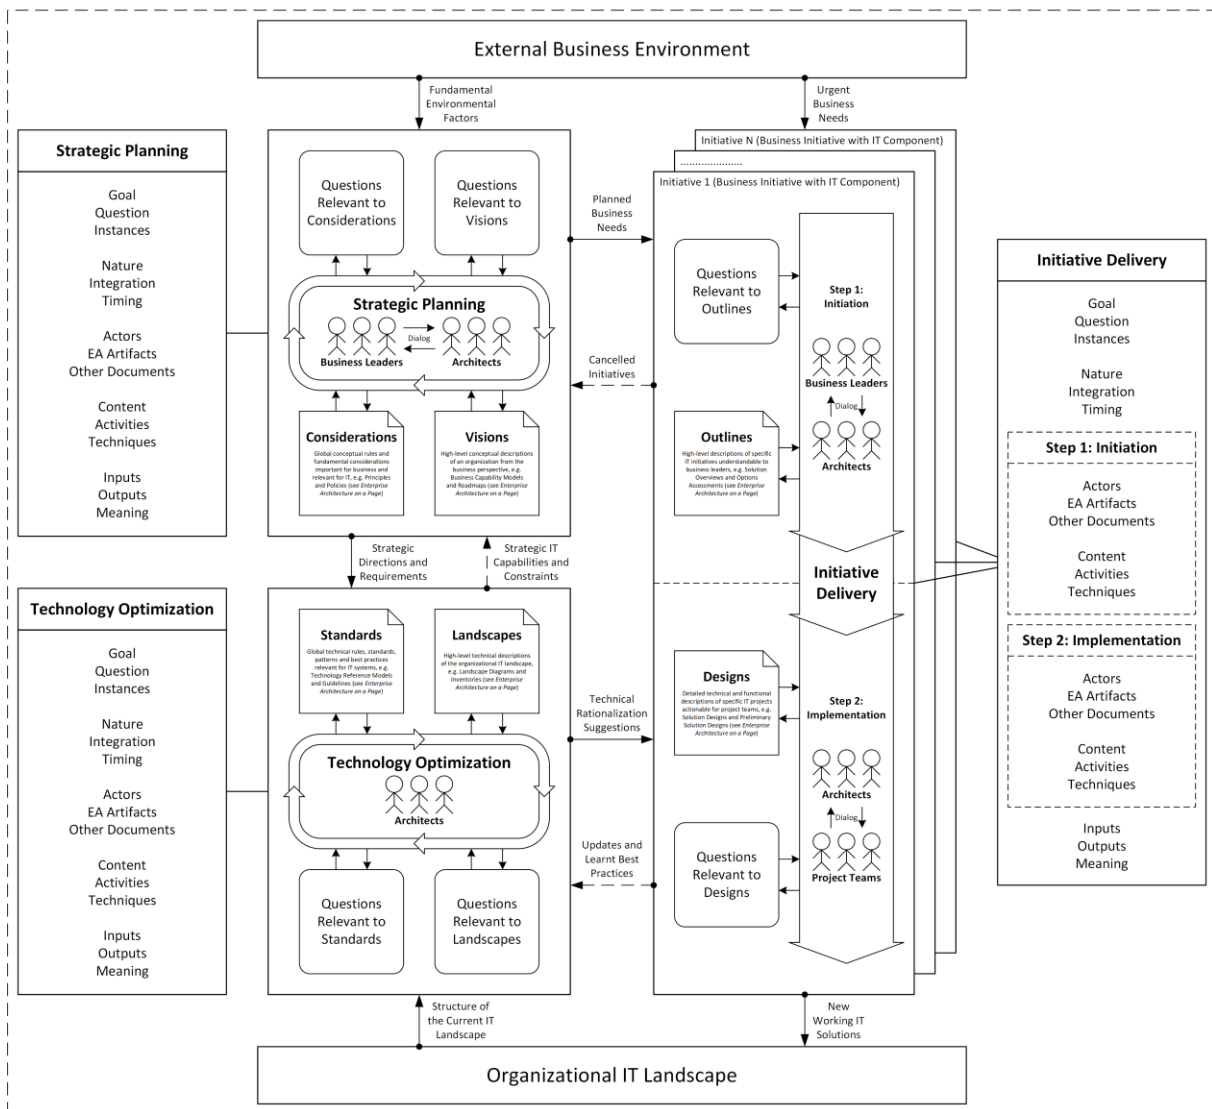 External Business Environment
Fundamental
Environmental
Factors
Urgent
Business
Needs
Strategic Planning
Goal
Question
Instances
Nature
Integration
Timing
Actors
EA Artifacts
Other Documents
Content
Activities
Techniques
Inputs
Outputs
Meaning
Questions
Relevant to
Considerations
Questions
Relevant to
Visions
Strategic Planning
Dialog
Business Leaders
Architects
Considerations
Global conceptual rules and
fundamental considerations
important for business and
relevant for IT, e.g. Principles
and Policies (see Enterprise
Architecture on a Page)
Visions
High-level conceptual descriptions
of an organization from the
business perspective, e.g.
Business Capability Models
and Roadmaps (see Enterprise
Architecture on a Page)
Planned
Business
Needs
Cancelled
Initiatives
Strategic
Directions and
Requirements
Strategic IT
Capabilities and
Constraints
Technology Optimization
Goal
Question
Instances
Nature
Integration
Timing
Actors
EA Artifacts
Other Documents
Content
Activities
Techniques
Inputs
Outputs
Meaning
Standards
Global technical rules, standards,
patterns and best practices
relevant for IT systems, e.g.
Technology Reference Models
and Guidelines (see Enterprise
Architecture on a Page)
Landscapes
High-level technical descriptions
of the organizational IT landscape,
e.g. Landscape Diagrams and
Inventories (see Enterprise
Architecture on a Page)
Technology Optimization
Architects
Questions
Relevant to
Standards
Questions
Relevant to
Landscapes
Technical
Rationalization
Suggestions
Updates and
Learnt Best
Practices
Initiative N (Business Initiative with IT Component)
......................
Initiative 1 (Business Initiative with IT Component)
Questions
Relevant to
Outlines
Step 1:
Initiation
Business Leaders
Dialog
Architects
Outlines
High-level descriptions of specific
IT initiatives understandable to
business leaders, e.g. Solution
Overviews and Options
Assessments (see Enterprise
Architecture on a Page)
Initiative
Delivery
Designs
Detailed technical and functional
descriptions of specific IT projects
actionable for project teams, e.g.
Solution Designs and Preliminary
Solution Designs (see Enterprise
Architecture on a Page)
Step 2:
Implementation
Architects
Dialog
Project Teams
Questions
Relevant to
Designs
Initiative Delivery
Goal
Question
Instances
Nature
Integration
Timing
Step 1: Initiation
Actors
EA Artifacts
Other Documents
Content
Activities
Techniques
Step 2: Implementation
Actors
EA Artifacts
Other Documents
Content
Activities
Techniques
Inputs
Outputs
Meaning
Structure of
the Current IT
Landscape
New
Working IT
Solutions
Organizational IT Landscape